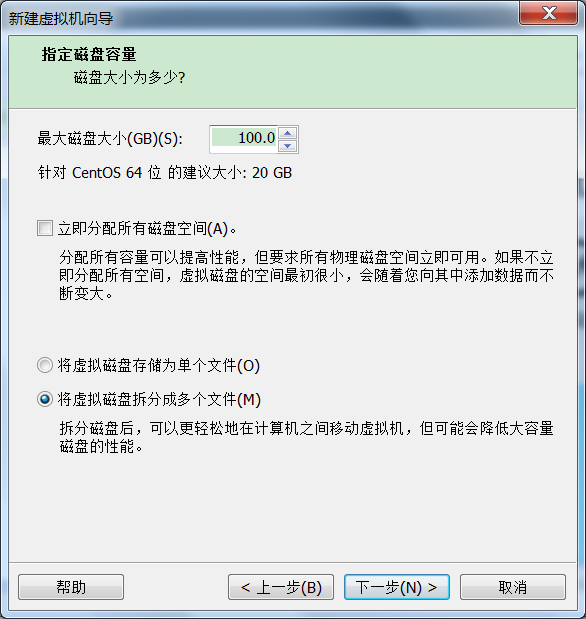 新建虚拟机向导
指定磁盘容量
磁盘大小为多少?
最大磁盘大小(GB)(S):
100.0
针对 CentOS 64 位 的建议大小: 20 GB
立即分配所有磁盘空间(A)。
分配所有容量可以提高性能，但要求所有物理磁盘空间立即可用。如果不立
即分配所有空间，虚拟磁盘的空间最初很小，会随着您向其中添加数据而不
断变大。
将虚拟磁盘存储为单个文件(O)
将虚拟磁盘拆分成多个文件(M)
拆分磁盘后，可以更轻松地在计算机之间移动虚拟机，但可能会降低大容量
磁盘的性能。
帮助
< 上一步(B)
下一步(N) >
取消